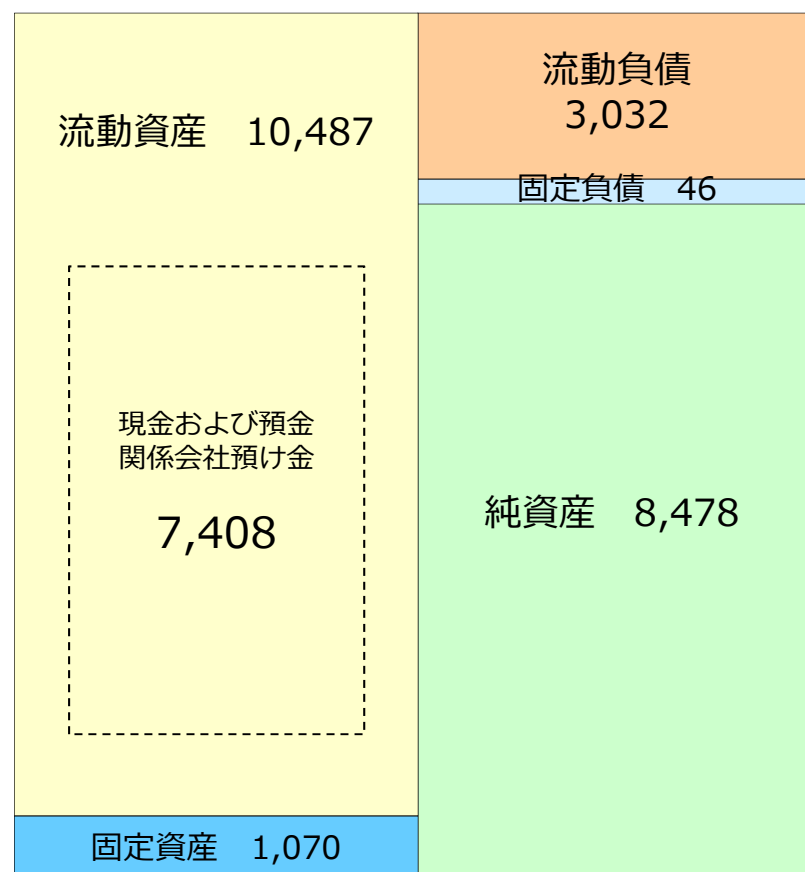 流動資産　10,487
現金および預金
関係会社預け金
7,408
固定資産　1,070
流動負債
3,032
固定負債　46
純資産　8,478